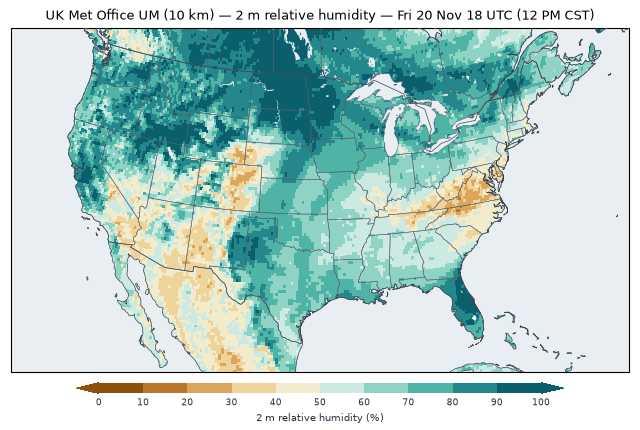 UK Met Office UM (10 km) — 2 m relative humidity — Fri 20 Nov 18 UTC (12 PM CST)
0 10 20 30 40 50 60 70 80 90 100
2 m relative humidity (%)